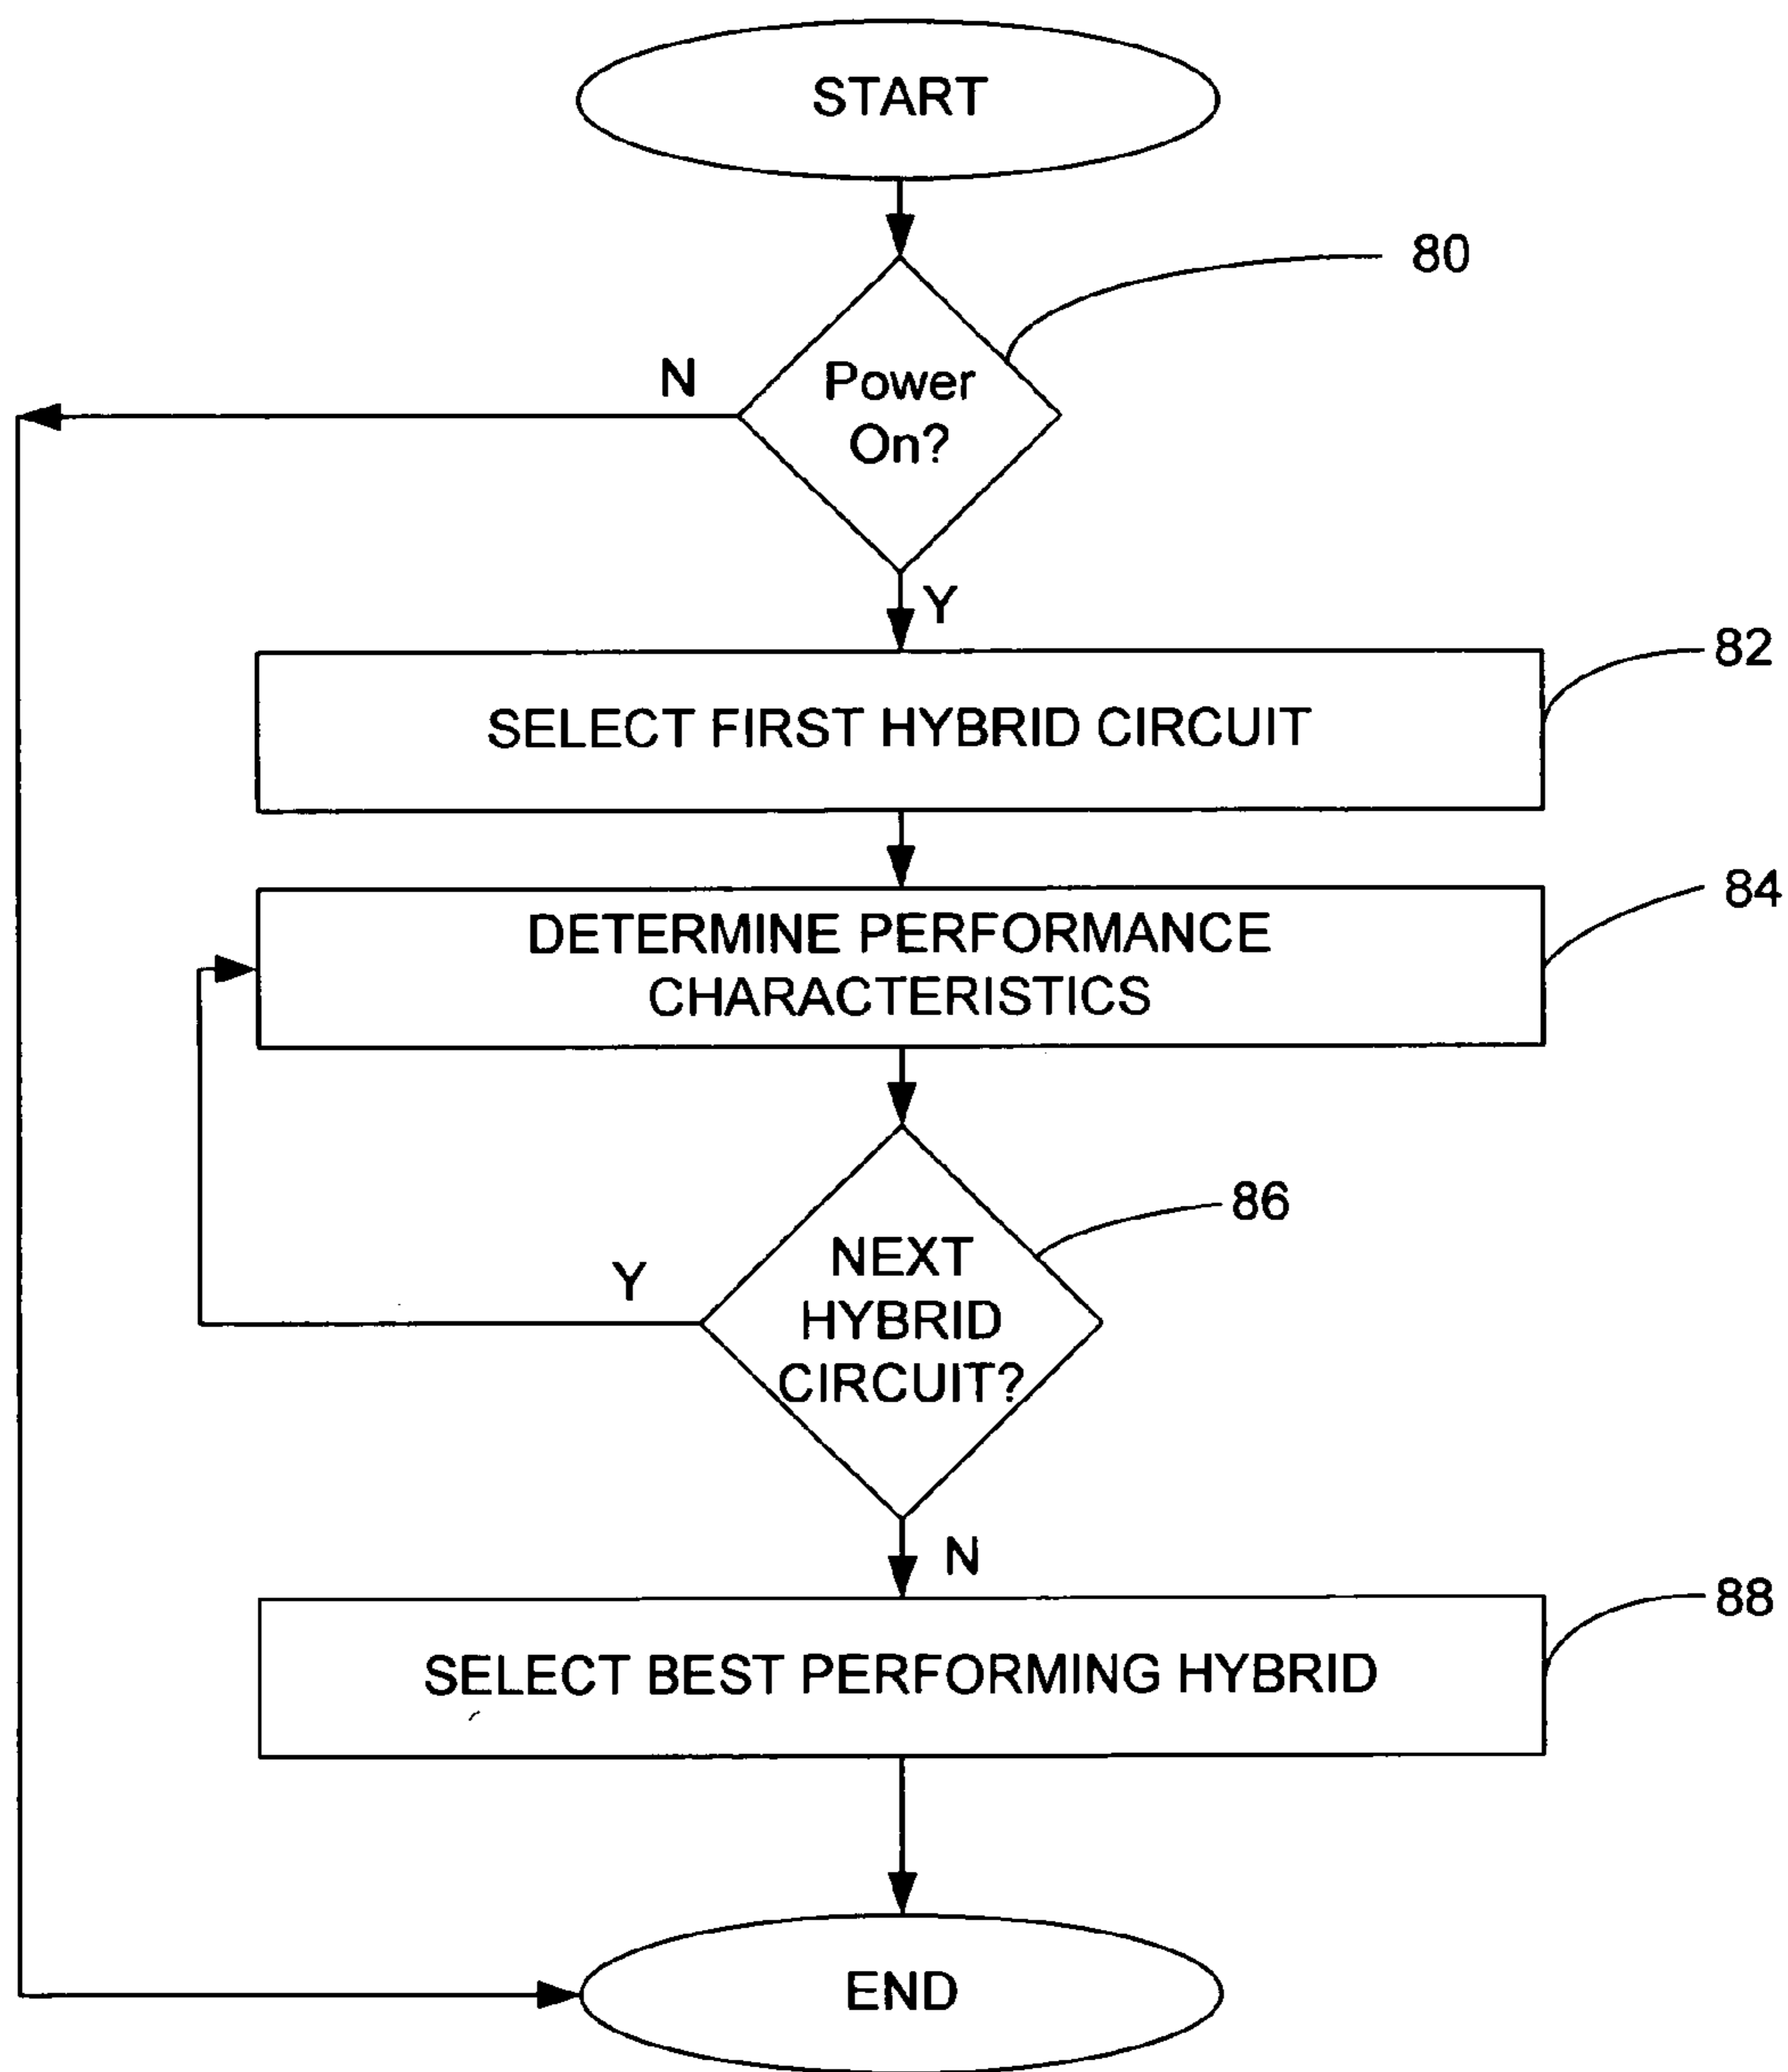 START
80
N
Power
On?
Y
82
SELECT FIRST HYBRID CIRCUIT
84
DETERMINE PERFORMANCE
CHARACTERISTICS
86
Y
NEXT
HYBRID
CIRCUIT?
N
88
SELECT BEST PERFORMING HYBRID
END